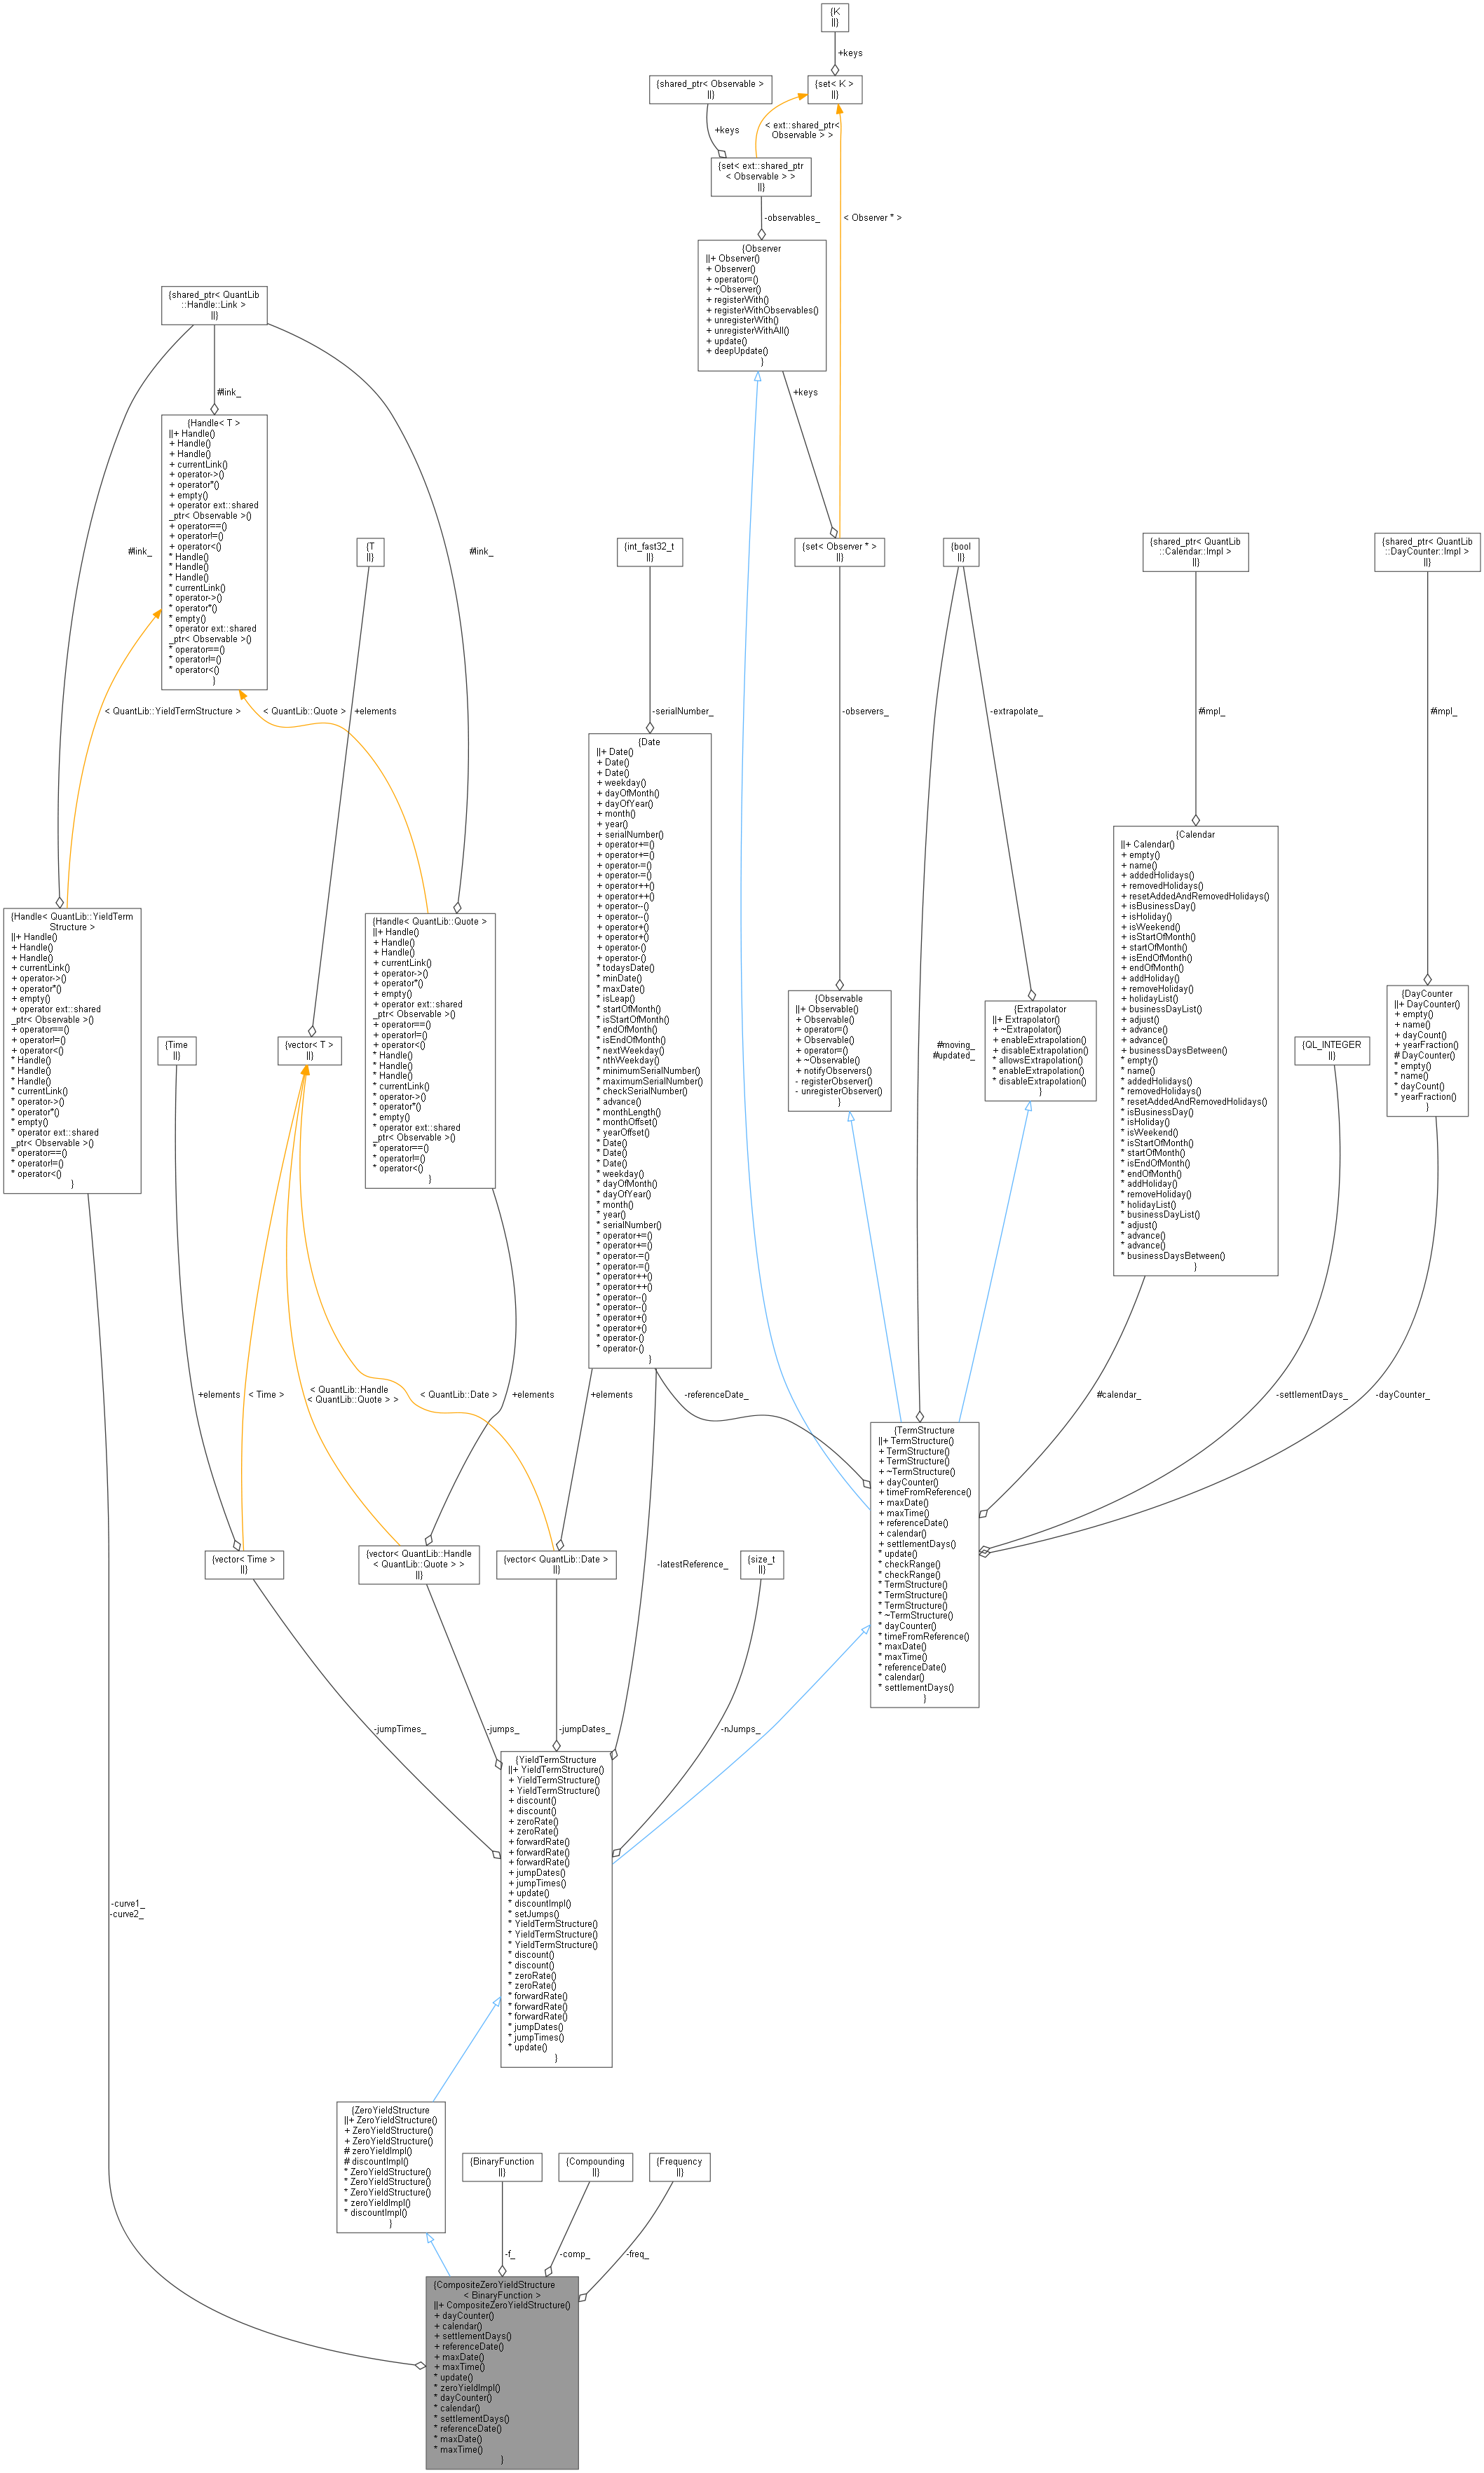 {K
||}
+keys
{shared_ptr< Observable >
||}
{set< K >
||}
+keys
< ext::shared_ptr<
Observable > >
{set< ext::shared_ptr
< Observable > >
||}
-observables_
< Observer * >
{Observer
||+ Observer()
+ Observer()
+ operator=()
+ ~Observer()
+ registerWith()
+ registerWithObservables()
+ unregisterWith()
+ unregisterWithAll()
+ update()
+ deepUpdate()
}
{shared_ptr< QuantLib
::Handle::Link >
||}
#link_
+keys
{Handle< T >
||+ Handle()
+ Handle()
+ Handle()
+ currentLink()
+ operator->()
+ operator*()
+ empty()
+ operator ext::shared
_ptr< Observable >()
+ operator==()
+ operator!=()
+ operator<()
* Handle()
* Handle()
* Handle()
* currentLink()
* operator->()
* operator*()
* empty()
* operator ext::shared
_ptr< Observable >()
* operator==()
* operator!=()
* operator<()
}
#link_
#link_
{T
||}
{int_fast32_t
||}
{set< Observer * >
||}
{bool
||}
{shared_ptr< QuantLib
::Calendar::Impl >
||}
{shared_ptr< QuantLib
::DayCounter::Impl >
||}
< QuantLib::YieldTermStructure >
< QuantLib::Quote >
+elements
-serialNumber_
-observers_
-extrapolate_
#impl_
#impl_
{Date
||+ Date()
+ Date()
+ Date()
+ weekday()
+ dayOfMonth()
+ dayOfYear()
+ month()
+ year()
+ serialNumber()
+ operator+=()
+ operator+=()
+ operator-=()
+ operator-=()
+ operator++()
+ operator++()
+ operator--()
+ operator--()
+ operator+()
+ operator+()
+ operator-()
+ operator-()
* todaysDate()
* minDate()
* maxDate()
* isLeap()
* startOfMonth()
* isStartOfMonth()
* endOfMonth()
* isEndOfMonth()
* nextWeekday()
* nthWeekday()
* minimumSerialNumber()
* maximumSerialNumber()
* checkSerialNumber()
* advance()
* monthLength()
* monthOffset()
* yearOffset()
* Date()
* Date()
* Date()
* weekday()
* dayOfMonth()
* dayOfYear()
* month()
* year()
* serialNumber()
* operator+=()
* operator+=()
* operator-=()
* operator-=()
* operator++()
* operator++()
* operator--()
* operator--()
* operator+()
* operator+()
* operator-()
* operator-()
}
{Calendar
||+ Calendar()
+ empty()
+ name()
+ addedHolidays()
+ removedHolidays()
+ resetAddedAndRemovedHolidays()
+ isBusinessDay()
+ isHoliday()
+ isWeekend()
+ isStartOfMonth()
+ startOfMonth()
+ isEndOfMonth()
+ endOfMonth()
+ addHoliday()
+ removeHoliday()
+ holidayList()
+ businessDayList()
+ adjust()
+ advance()
+ advance()
+ businessDaysBetween()
* empty()
* name()
* addedHolidays()
* removedHolidays()
* resetAddedAndRemovedHolidays()
* isBusinessDay()
* isHoliday()
* isWeekend()
* isStartOfMonth()
* startOfMonth()
* isEndOfMonth()
* endOfMonth()
* addHoliday()
* removeHoliday()
* holidayList()
* businessDayList()
* adjust()
* advance()
* advance()
* businessDaysBetween()
}
{Handle< QuantLib::YieldTerm
Structure >
||+ Handle()
+ Handle()
+ Handle()
+ currentLink()
+ operator->()
+ operator*()
+ empty()
+ operator ext::shared
_ptr< Observable >()
+ operator==()
+ operator!=()
+ operator<()
* Handle()
* Handle()
* Handle()
* currentLink()
* operator->()
* operator*()
* empty()
* operator ext::shared
_ptr< Observable >()
* operator==()
* operator!=()
* operator<()
}
{Handle< QuantLib::Quote >
||+ Handle()
+ Handle()
+ Handle()
+ currentLink()
+ operator->()
+ operator*()
+ empty()
+ operator ext::shared
_ptr< Observable >()
+ operator==()
+ operator!=()
+ operator<()
* Handle()
* Handle()
* Handle()
* currentLink()
* operator->()
* operator*()
* empty()
* operator ext::shared
_ptr< Observable >()
* operator==()
* operator!=()
* operator<()
}
{Time
||}
{vector< T >
||}
{Observable
||+ Observable()
+ Observable()
+ operator=()
+ Observable()
+ operator=()
+ ~Observable()
+ notifyObservers()
- registerObserver()
- unregisterObserver()
}
#moving_
#updated_
{Extrapolator
||+ Extrapolator()
+ ~Extrapolator()
+ enableExtrapolation()
+ disableExtrapolation()
* allowsExtrapolation()
* enableExtrapolation()
* disableExtrapolation()
}
{QL_INTEGER
||}
{DayCounter
||+ DayCounter()
+ empty()
+ name()
+ dayCount()
+ yearFraction()
# DayCounter()
* empty()
* name()
* dayCount()
* yearFraction()
}
+elements
< Time >
< QuantLib::Handle
< QuantLib::Quote > >
< QuantLib::Date >
+elements
+elements
-referenceDate_
#calendar_
-settlementDays_
-dayCounter_
{TermStructure
||+ TermStructure()
+ TermStructure()
+ TermStructure()
+ ~TermStructure()
+ dayCounter()
+ timeFromReference()
+ maxDate()
+ maxTime()
+ referenceDate()
+ calendar()
+ settlementDays()
* update()
* checkRange()
* checkRange()
* TermStructure()
* TermStructure()
* TermStructure()
* ~TermStructure()
* dayCounter()
* timeFromReference()
* maxDate()
* maxTime()
* referenceDate()
* calendar()
* settlementDays()
}
{vector< Time >
||}
{vector< QuantLib::Handle
< QuantLib::Quote > >
||}
{vector< QuantLib::Date >
||}
-latestReference_
{size_t
||}
-jumpTimes_
-jumps_
-jumpDates_
-nJumps_
{YieldTermStructure
||+ YieldTermStructure()
+ YieldTermStructure()
+ YieldTermStructure()
+ discount()
+ discount()
+ zeroRate()
+ zeroRate()
+ forwardRate()
+ forwardRate()
+ forwardRate()
+ jumpDates()
+ jumpTimes()
+ update()
* discountImpl()
* setJumps()
* YieldTermStructure()
* YieldTermStructure()
* YieldTermStructure()
* discount()
* discount()
* zeroRate()
* zeroRate()
* forwardRate()
* forwardRate()
* forwardRate()
* jumpDates()
* jumpTimes()
* update()
}
-curve1_
-curve2_
{ZeroYieldStructure
||+ ZeroYieldStructure()
+ ZeroYieldStructure()
+ ZeroYieldStructure()
# zeroYieldImpl()
# discountImpl()
* ZeroYieldStructure()
* ZeroYieldStructure()
* ZeroYieldStructure()
* zeroYieldImpl()
* discountImpl()
}
{BinaryFunction
||}
{Compounding
||}
{Frequency
||}
-f_
-comp_
-freq_
{CompositeZeroYieldStructure
< BinaryFunction >
||+ CompositeZeroYieldStructure()
+ dayCounter()
+ calendar()
+ settlementDays()
+ referenceDate()
+ maxDate()
+ maxTime()
* update()
* zeroYieldImpl()
* dayCounter()
* calendar()
* settlementDays()
* referenceDate()
* maxDate()
* maxTime()
}